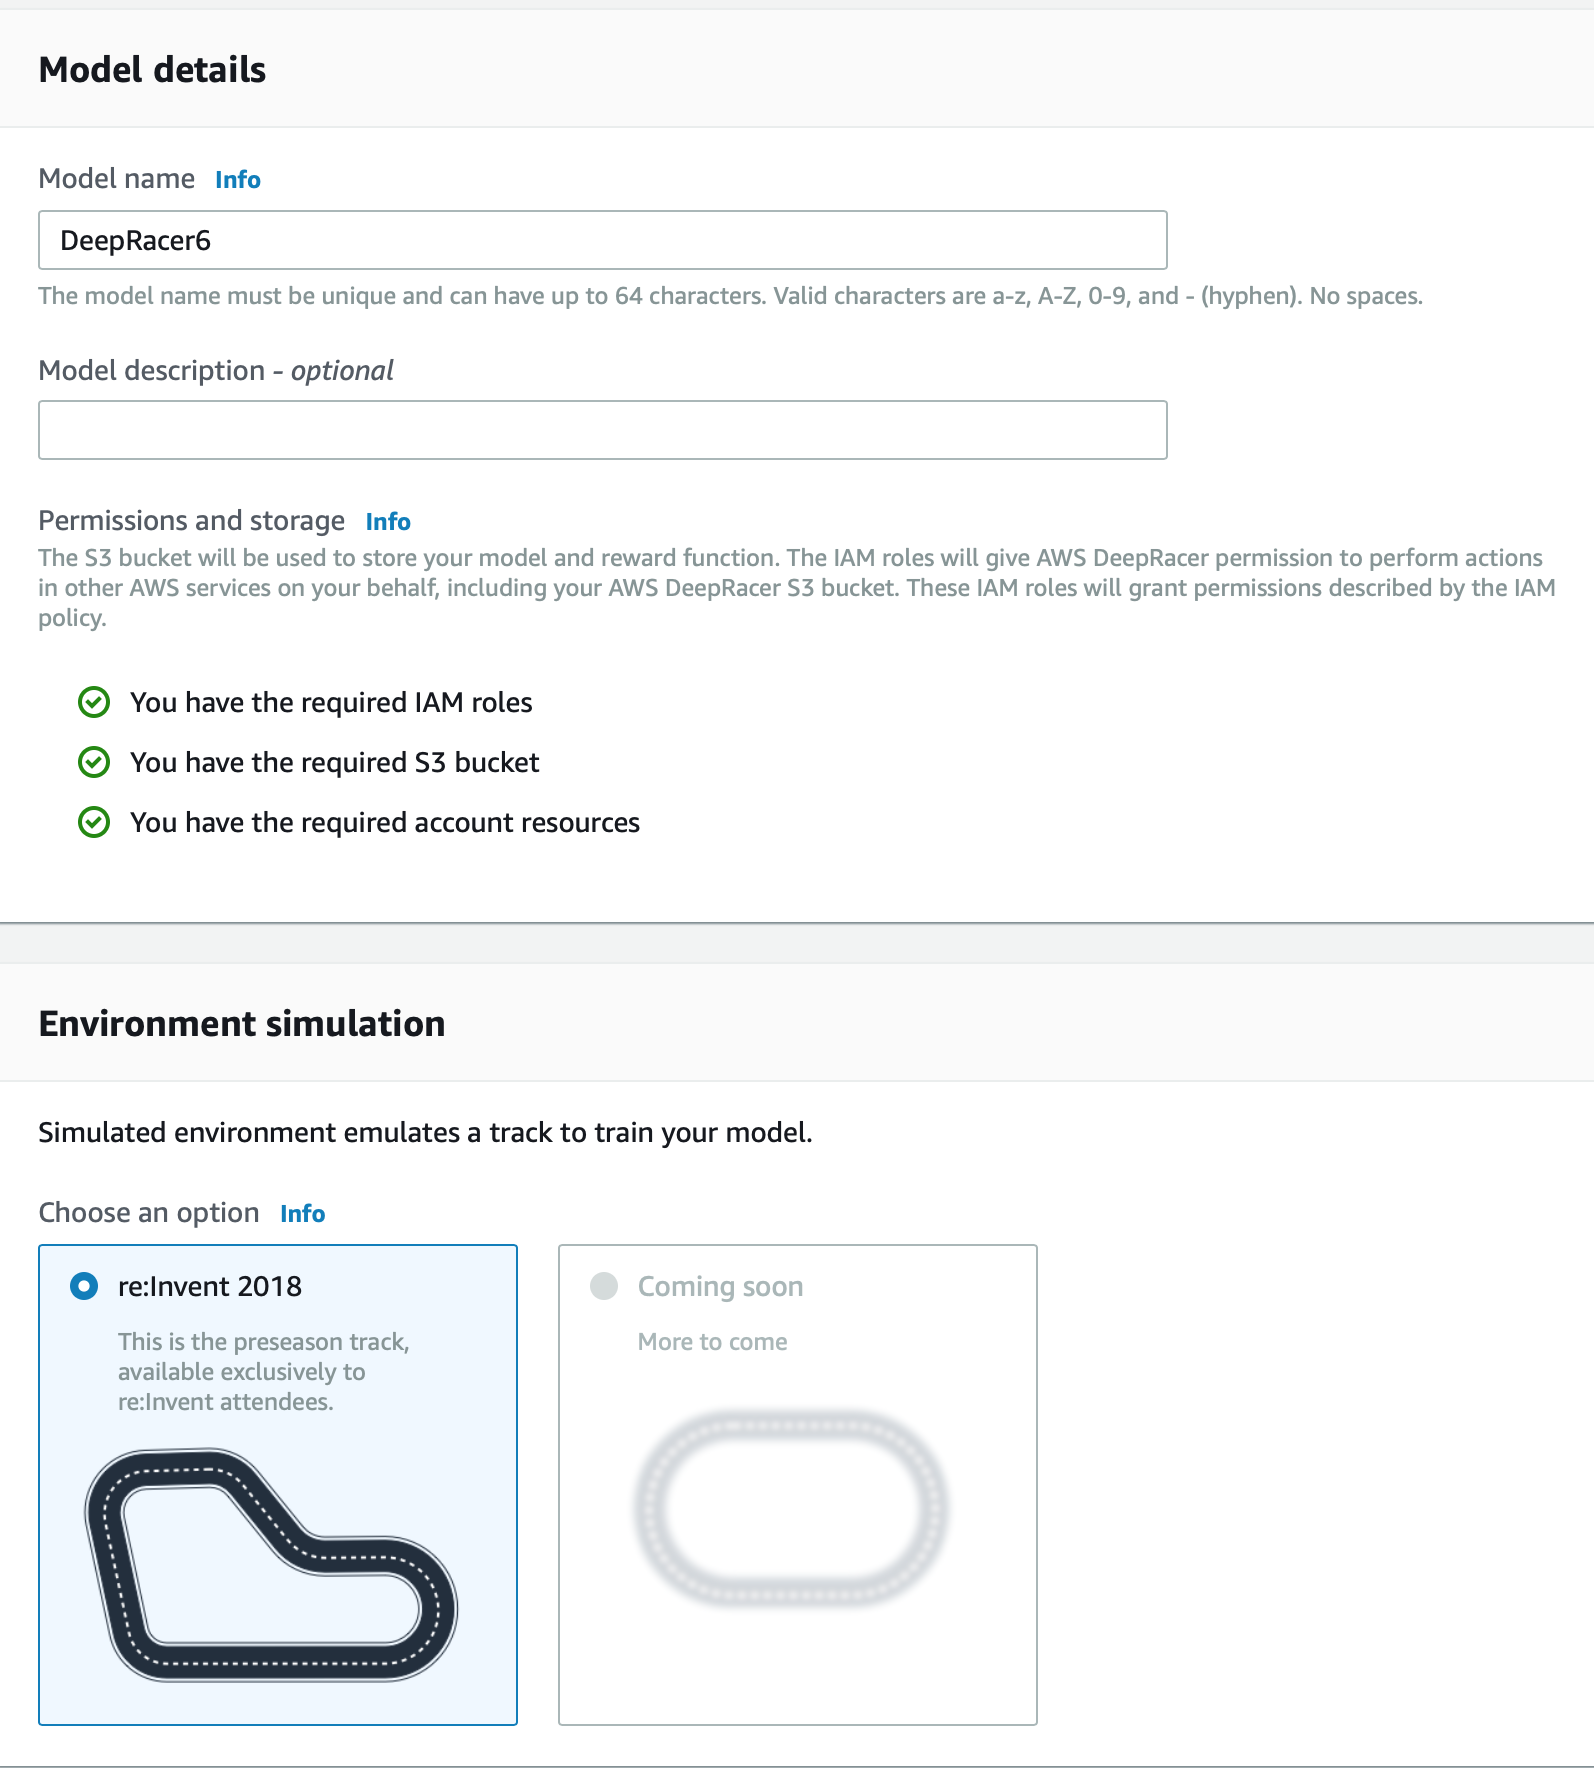 Model details
Model name Info
DeepRacer6
The model name must be unique and can have up to 64 characters. Valid characters are a-z, A-Z, 0-9, and - (hyphen). No spaces.
Model description - optional
Permissions and storage Info
The S3 bucket will be used to store your model and reward function. The IAM roles will give AWS DeepRacer permission to perform actions
in other AWS services on your behalf, including your AWS DeepRacer S3 bucket. These IAM roles will grant permissions described by the IAM
policy.
You have the required IAM roles
You have the required S3 bucket
You have the required account resources
Environment simulation
Simulated environment emulates a track to train your model.
Choose an option Info
re:Invent 2018
This is the preseason track,
available exclusively to
re:Invent attendees.
Coming soon
More to come